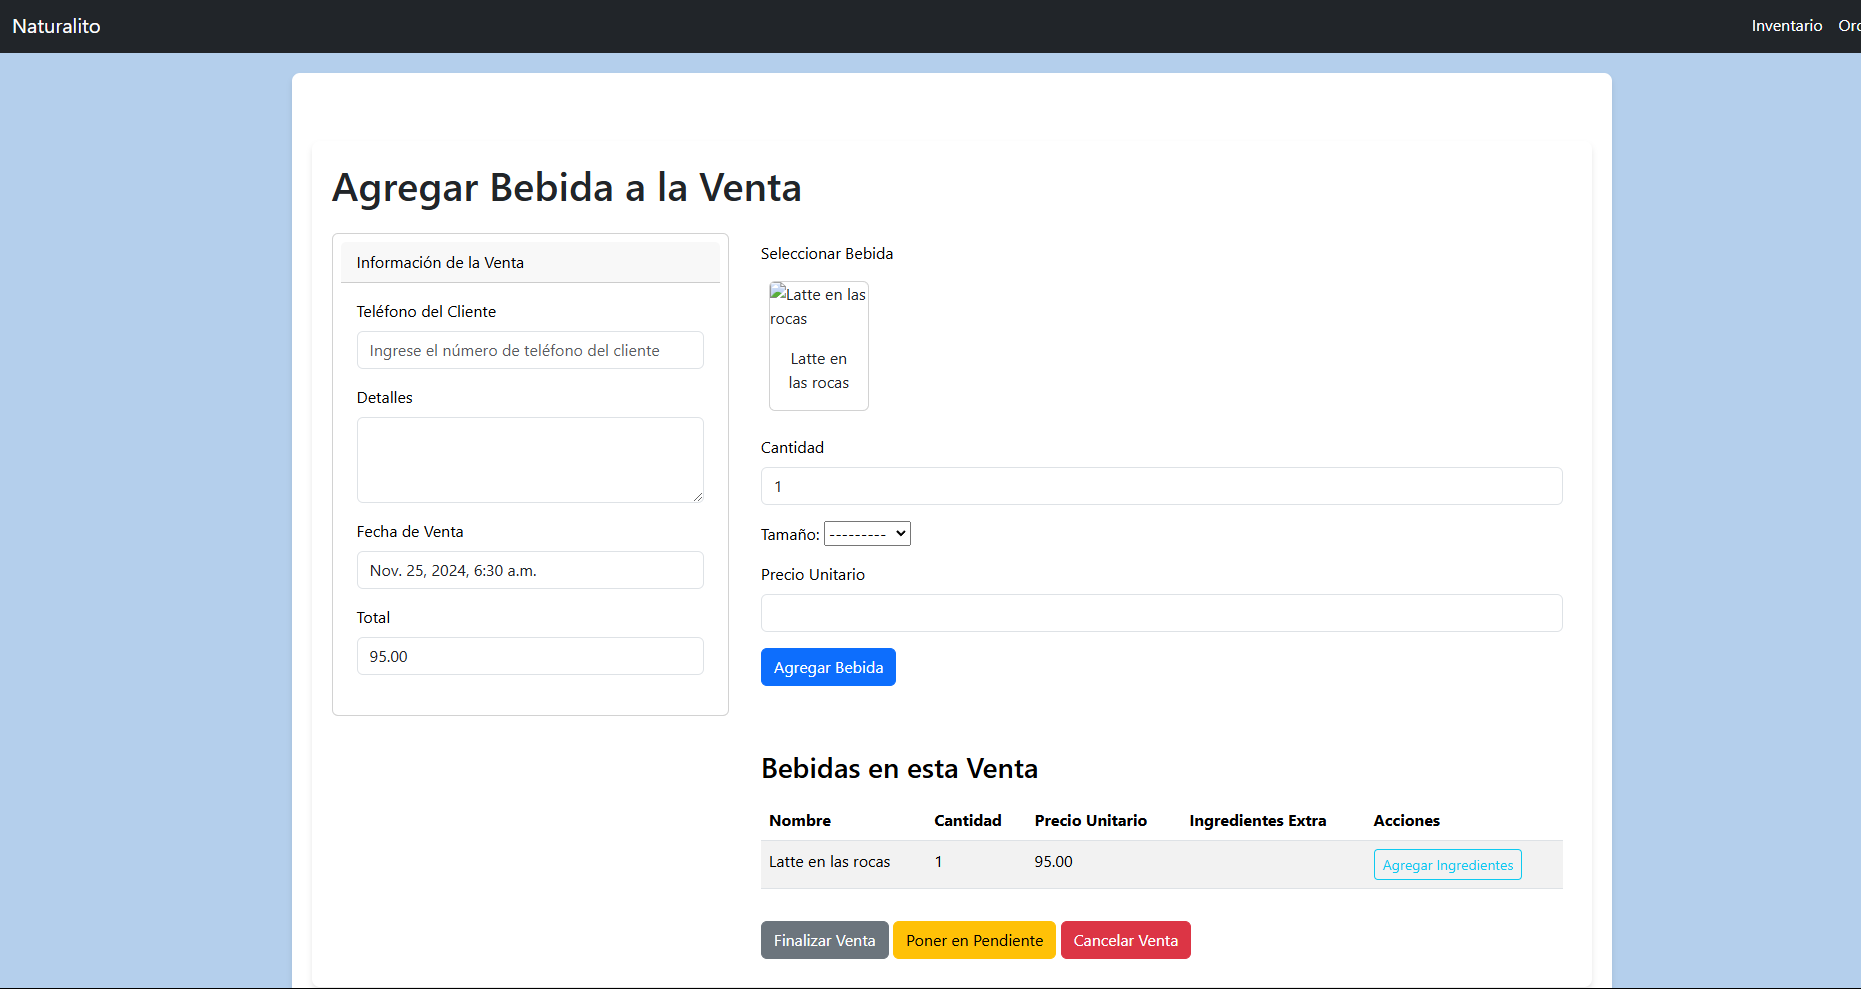 Naturalito
Inventario Orc
Agregar Bebida a la Venta
Información de la Venta
Teléfono del Cliente
Ingrese el número de teléfono del cliente
Detalles
Fecha de Venta
Nov. 25, 2024, 6:30 a.m.
Total
95.00
Seleccionar Bebida
Latte en las
rocas
Latte en
las rocas
Cantidad
1
Tamaño: ---------
Precio Unitario
Agregar Bebida
Bebidas en esta Venta
Nombre Cantidad Precio Unitario Ingredientes Extra Acciones
Latte en las rocas 1 95.00 Agregar Ingredientes
Finalizar Venta Poner en Pendiente Cancelar Venta